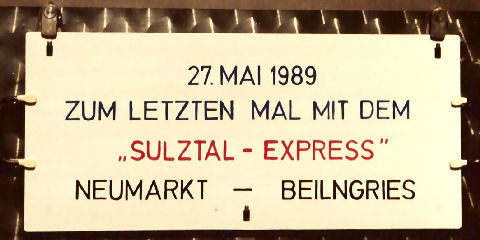 27. MAI 1989
ZUM LETZTEN MAL MIT DEM
„SULZTAL - EXPRESS”
NEUMARKT — BEILNGRIES